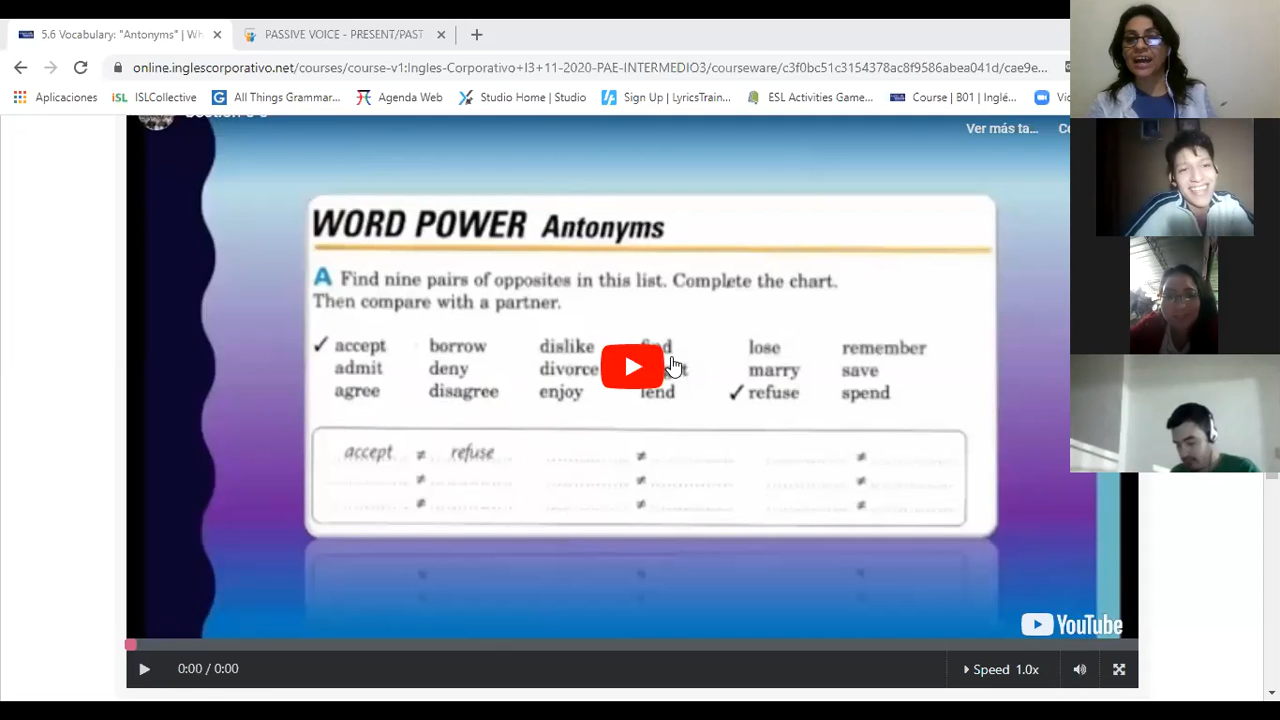 5.6 Vocabulary: "Antonyms" | Wh
PASSIVE VOICE - PRESENT/PAST
online.inglescorporativo.net/courses/course-v1:Inglescorporativo+I3+11-2020-PAE-INTERMEDIO3/courseware/c3f0bc51c3154378ac8f9586abea041d/cae9e...
Aplicaciones iSL ISLCollective All Things Grammar... Agenda Web Studio Home | Studio Sign Up | LyricsTrain... ESL Activities Game... Course | B01 | Inglé...
Ver más ta...
WORD POWER Antonyms
A Find nine pairs of opposites in this list. Complete the chart.
Then compare with a partner.
✓ accept borrow dislike find lose remember
admit deny divorce marry save
agree disagree enjoy lend ✓ refuse spend
accept ≠ refuse ≠ ≠
≠ ≠ ≠
≠ ≠ ≠
YouTube
0:00 / 0:00 Speed 1.0x